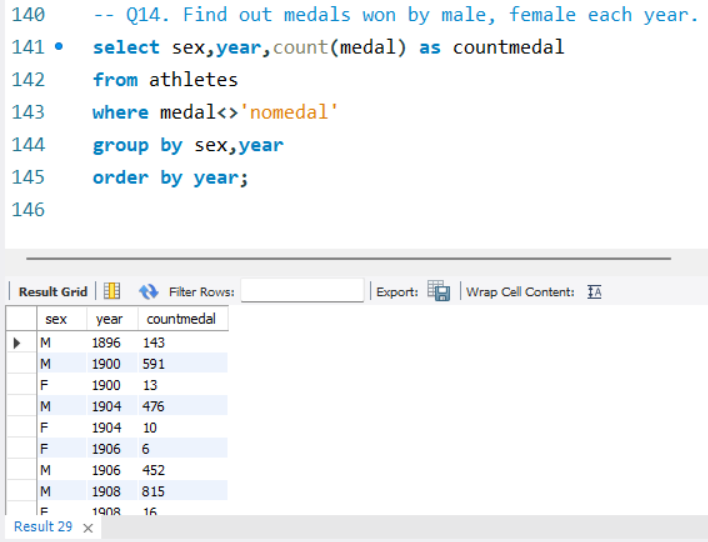 140 -- Q14. Find out medals won by male, female each year.
141 select sex,year,count(medal) as countmedal
142 from athletes
143 where medal<>'nomedal'
144 group by sex,year
145 order by year;
146
Result Grid Filter Rows: Export: Wrap Cell Content: IA
sex year countmedal
M 1896 143
M 1900 591
F 1900 13
M 1904 476
F 1904 10
F 1906 6
M 1906 452
M 1908 815
F 1908 16
Result 29 ×